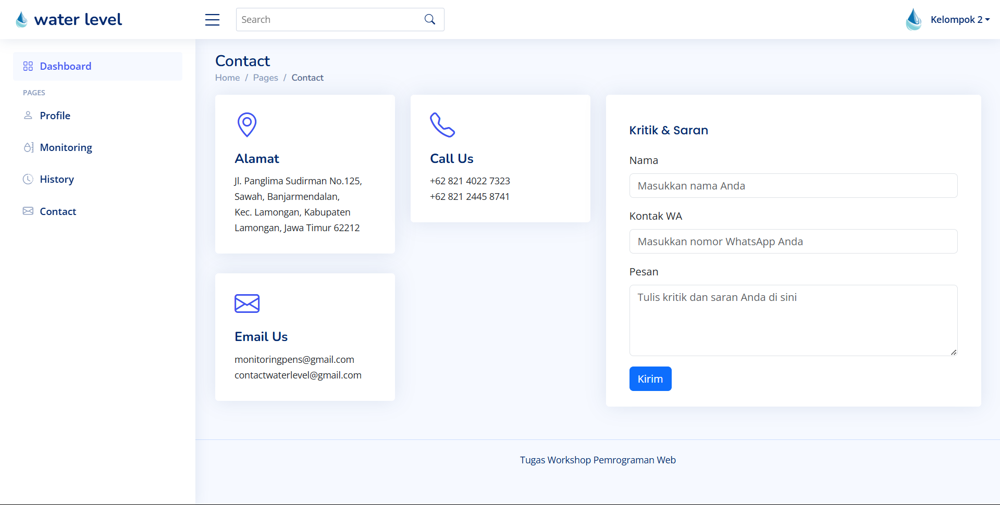 water level
Search
Kelompok 2
Dashboard
PAGES
Profile
Monitoring
History
Contact
Contact
Home / Pages / Contact
Alamat
Jl. Panglima Sudirman No.125,
Sawah, Banjarmendalan,
Kec. Lamongan, Kabupaten
Lamongan, Jawa Timur 62212
Call Us
+62 821 4022 7323
+62 821 2445 8741
Email Us
monitoringpens@gmail.com
contactwaterlevel@gmail.com
Kritik & Saran
Nama
Masukkan nama Anda
Kontak WA
Masukkan nomor WhatsApp Anda
Pesan
Tulis kritik dan saran Anda di sini
Kirim
Tugas Workshop Pemrograman Web